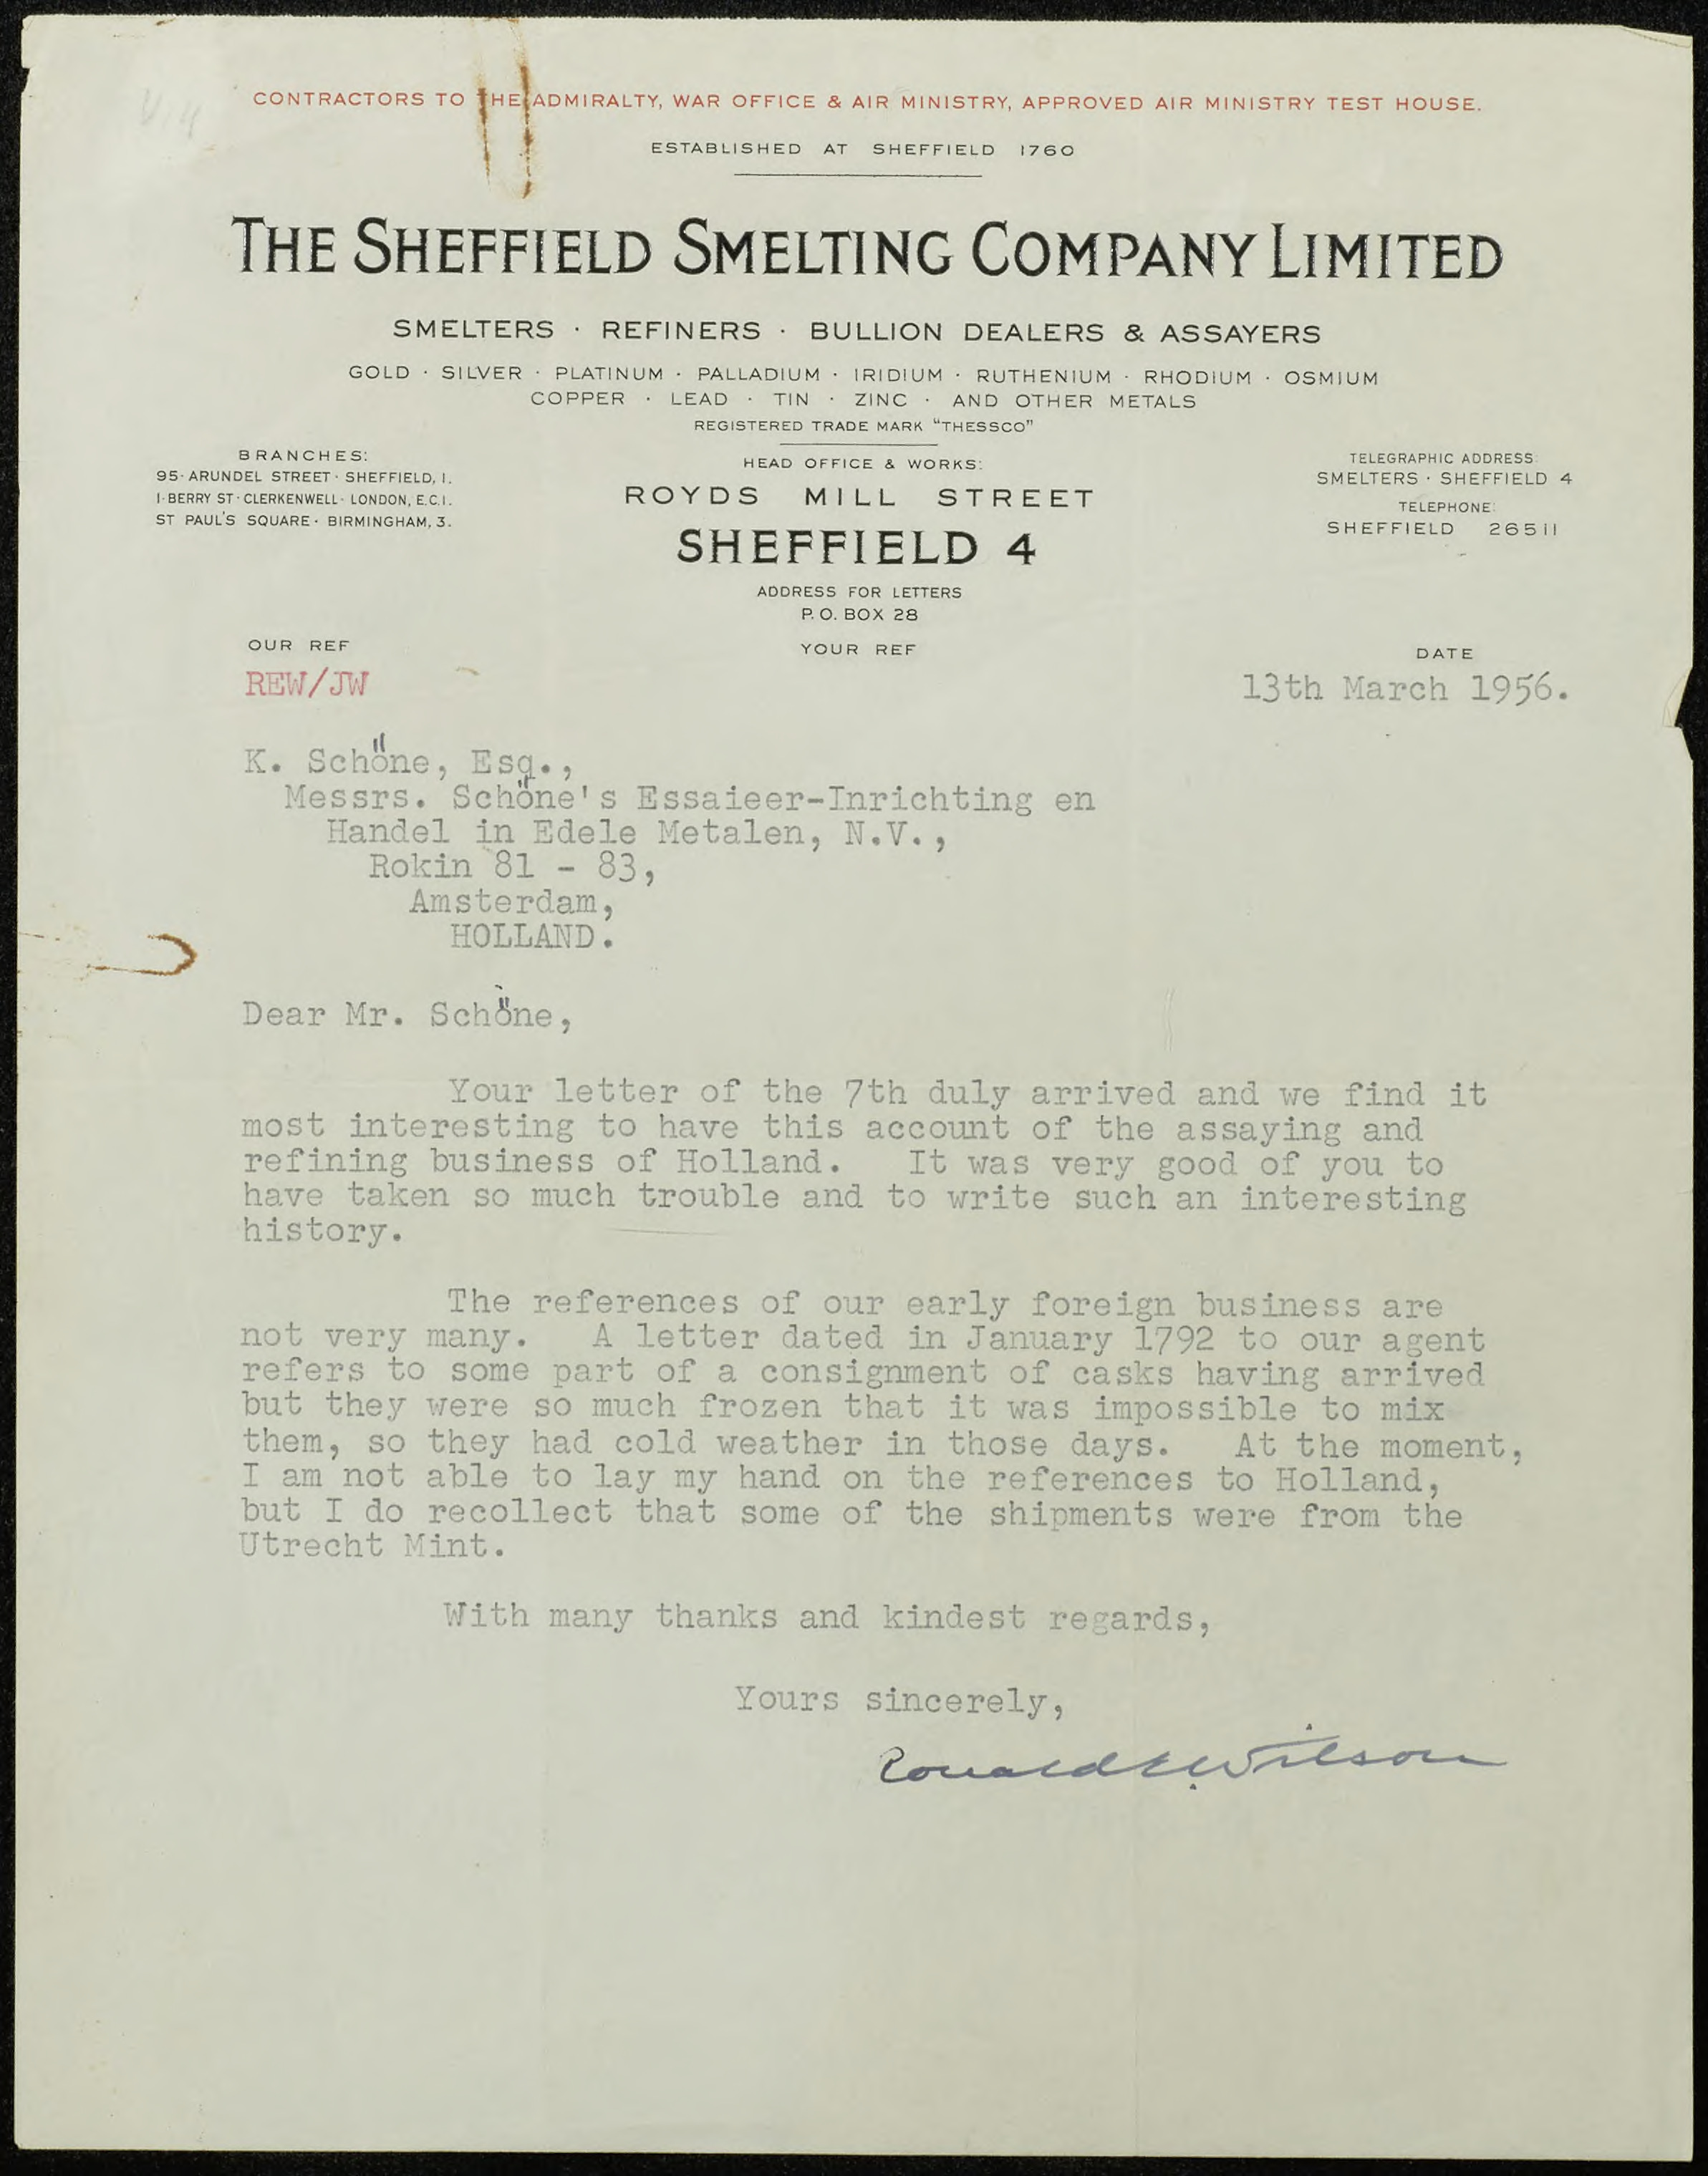 CONTRACTORS TO THE ADMIRALTY, WAR OFFICE & AIR MINISTRY, APPROVED AIR MINISTRY TEST HOUSE.
ESTABLISHED AT SHEFFIELD 1760
THE SHEFFIELD SMELTING COMPANY LIMITED
SMELTERS · REFINERS · BULLION DEALERS & ASSAYERS
GOLD · SILVER · PLATINUM · PALLADIUM · IRIDIUM · RUTHENIUM · RHODIUM · OSMIUM
COPPER · LEAD · TIN · ZINC · AND OTHER METALS
REGISTERED TRADE MARK "THESSCO"
BRANCHES:
95·ARUNDEL STREET·SHEFFIELD, 1.
1·BERRY ST·CLERKENWELL·LONDON, E.C.1.
ST PAUL'S SQUARE·BIRMINGHAM, 3.
HEAD OFFICE & WORKS:
ROYDS MILL STREET
SHEFFIELD 4
ADDRESS FOR LETTERS
P.O. BOX 28
TELEGRAPHIC ADDRESS:
SMELTERS·SHEFFIELD 4
TELEPHONE:
SHEFFIELD 26511
OUR REF
REW/JW
YOUR REF
DATE
13th March 1956.
K. Schöne, Esq.,
Messrs. Schöne's Essaieer-Inrichting en
Handel in Edele Metalen, N.V.,
Rokin 81 - 83,
Amsterdam,
HOLLAND.
Dear Mr. Schöne,
Your letter of the 7th duly arrived and we find it
most interesting to have this account of the assaying and
refining business of Holland. It was very good of you to
have taken so much trouble and to write such an interesting
history.
The references of our early foreign business are
not very many. A letter dated in January 1792 to our agent
refers to some part of a consignment of casks having arrived
but they were so much frozen that it was impossible to mix
them, so they had cold weather in those days. At the moment,
I am not able to lay my hand on the references to Holland,
but I do recollect that some of the shipments were from the
Utrecht Mint.
With many thanks and kindest regards,
Yours sincerely,
Ronald E. Wilson